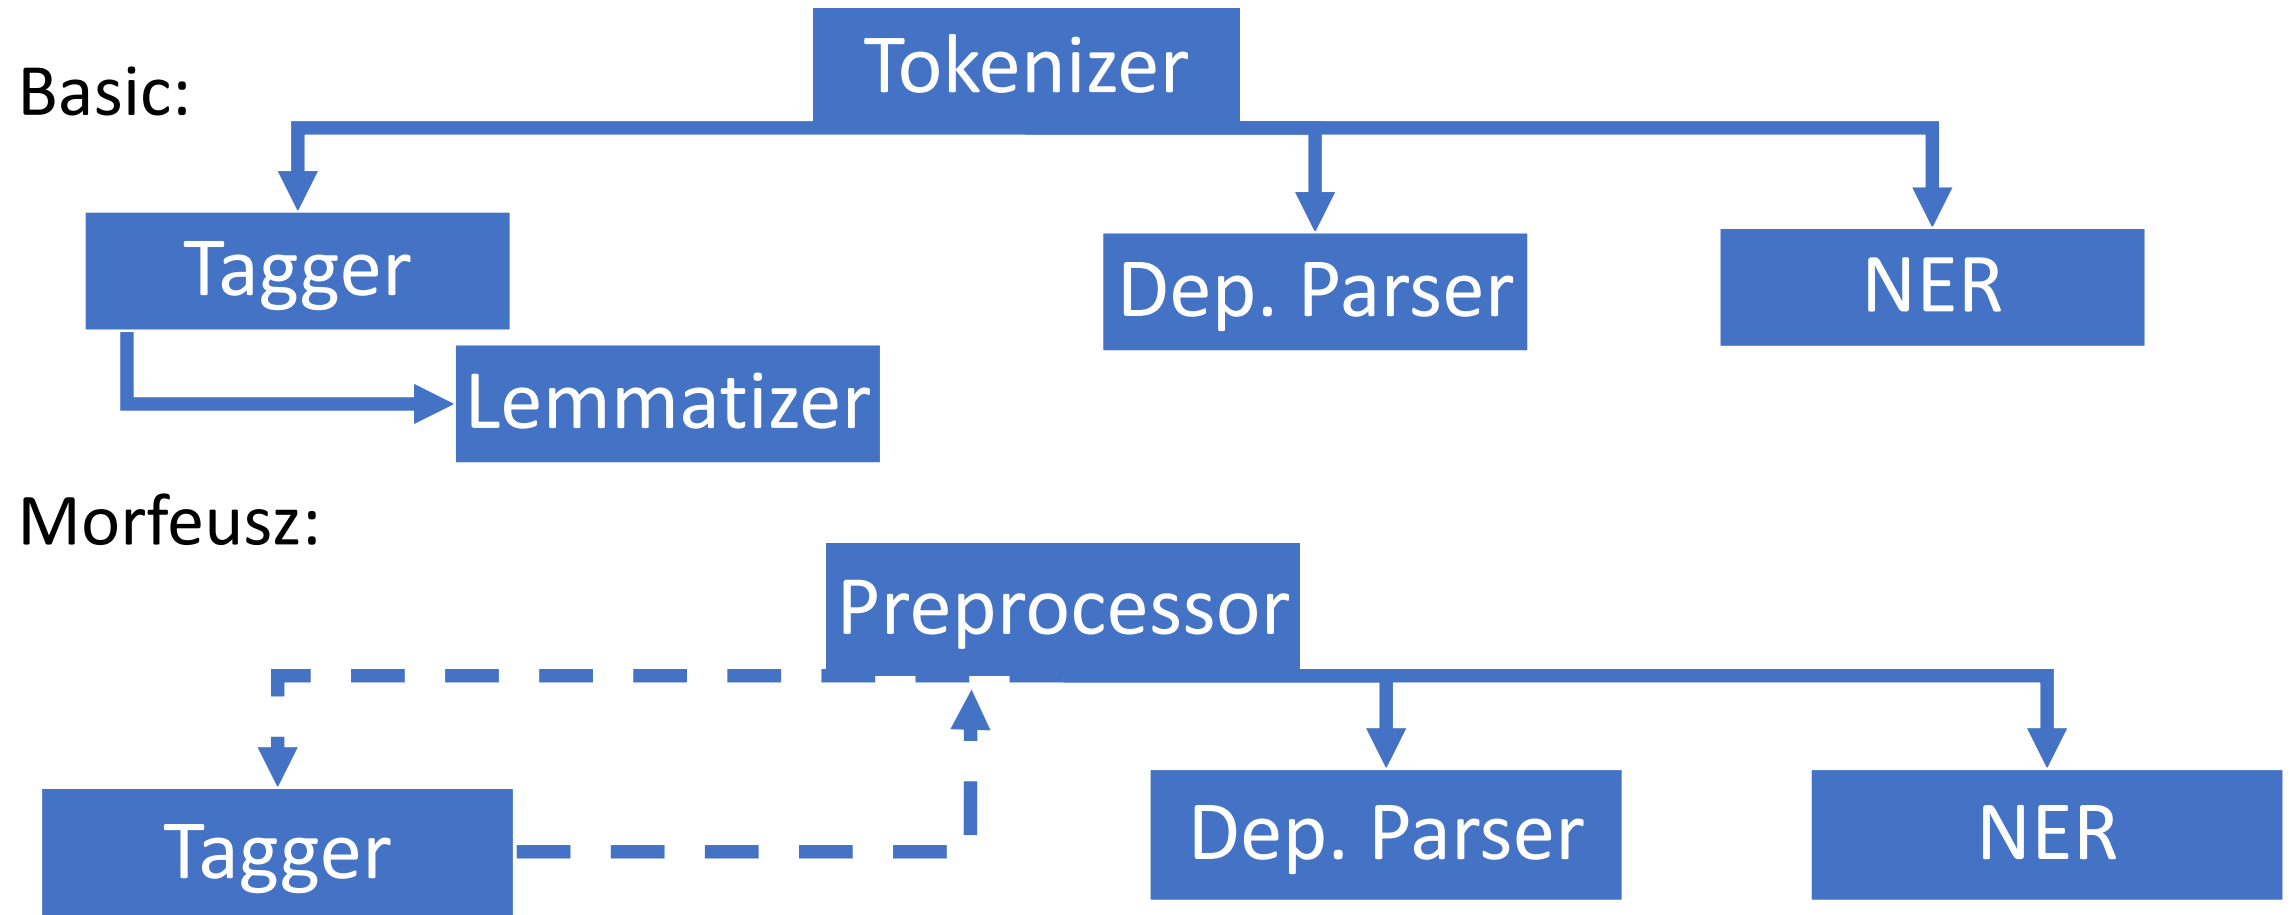 Basic:
Tokenizer
Tagger
Dep. Parser
NER
Lemmatizer
Morfeusz:
Preprocessor
Tagger
Dep. Parser
NER